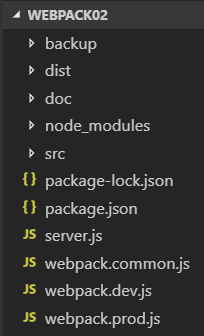 WEBPACK02
backup
dist
doc
node_modules
src
{} package-lock.json
{} package.json
JS server.js
JS webpack.common.js
JS webpack.dev.js
JS webpack.prod.js